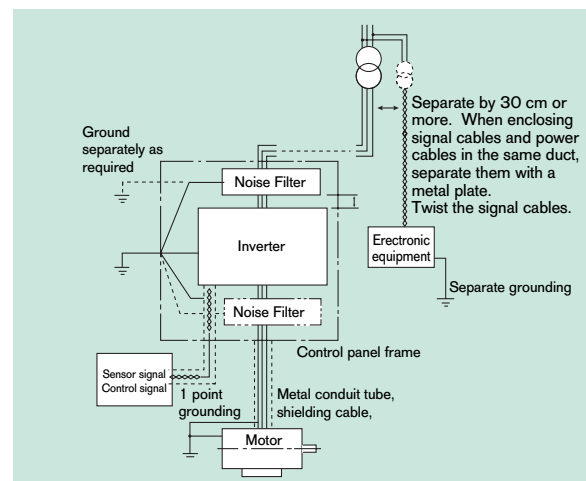 Ground
separately as
required
Separate by 30 cm or
more. When enclosing
signal cables and power
cables in the same duct,
separate them with a
metal plate.
Twist the signal cables.
Noise Filter
Inverter
Erectronic
equipment
Separate grounding
Noise Filter
Control panel frame
Sensor signal
Control signal
1 point
grounding
Metal conduit tube,
shielding cable,
Motor